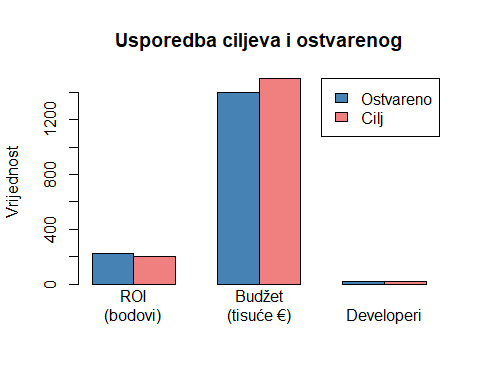 Usporedba ciljeva i ostvarenog
Ostvareno
Cilj
Vrijednost
1200
800
400
0
ROI
(bodovi)
Budžet
(tisuće €)
Developeri